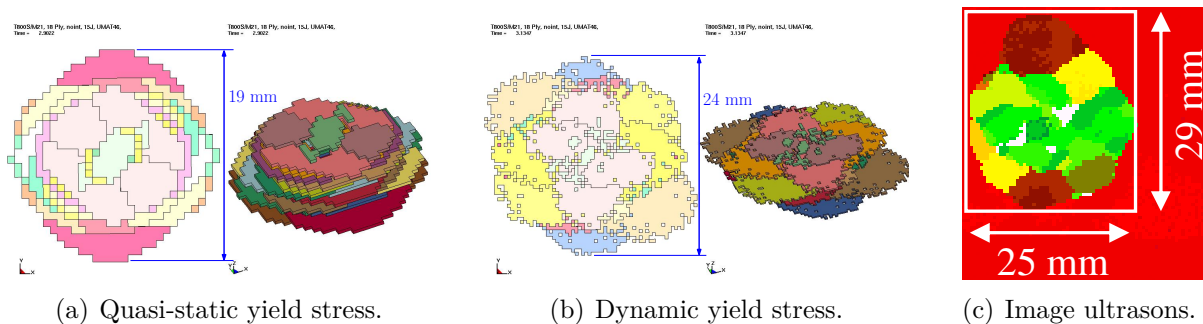 T800S/M21, 18 Ply, noint, 15J, UMAT46,
Time = 2.9022
T800S/M21, 18 Ply, noint, 15J, UMAT46,
Time = 2.9022
T800S/M21, 18 Ply, noint, 15J, UMAT46,
Time = 3.1347
T800S/M21, 18 Ply, noint, 15J, UMAT46,
Time = 3.1347
19 mm
24 mm
29 mm
25 mm
Y
X
Y
Z
X
Y
X
Y
Z
X
(a) Quasi-static yield stress.
(b) Dynamic yield stress.
(c) Image ultrasons.